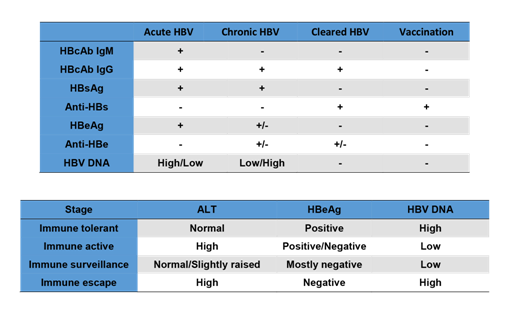 Acute HBV Chronic HBV Cleared HBV Vaccination
HBcAb IgM + - - -
HBcAb IgG + + + -
HBsAg + + - -
Anti-HBs - - + +
HBeAg + +/- - -
Anti-HBe - +/- +/- -
HBV DNA High/Low Low/High - -
Stage ALT HBeAg HBV DNA
Immune tolerant Normal Positive High
Immune active High Positive/Negative Low
Immune surveillance Normal/Slightly raised Mostly negative Low
Immune escape High Negative High